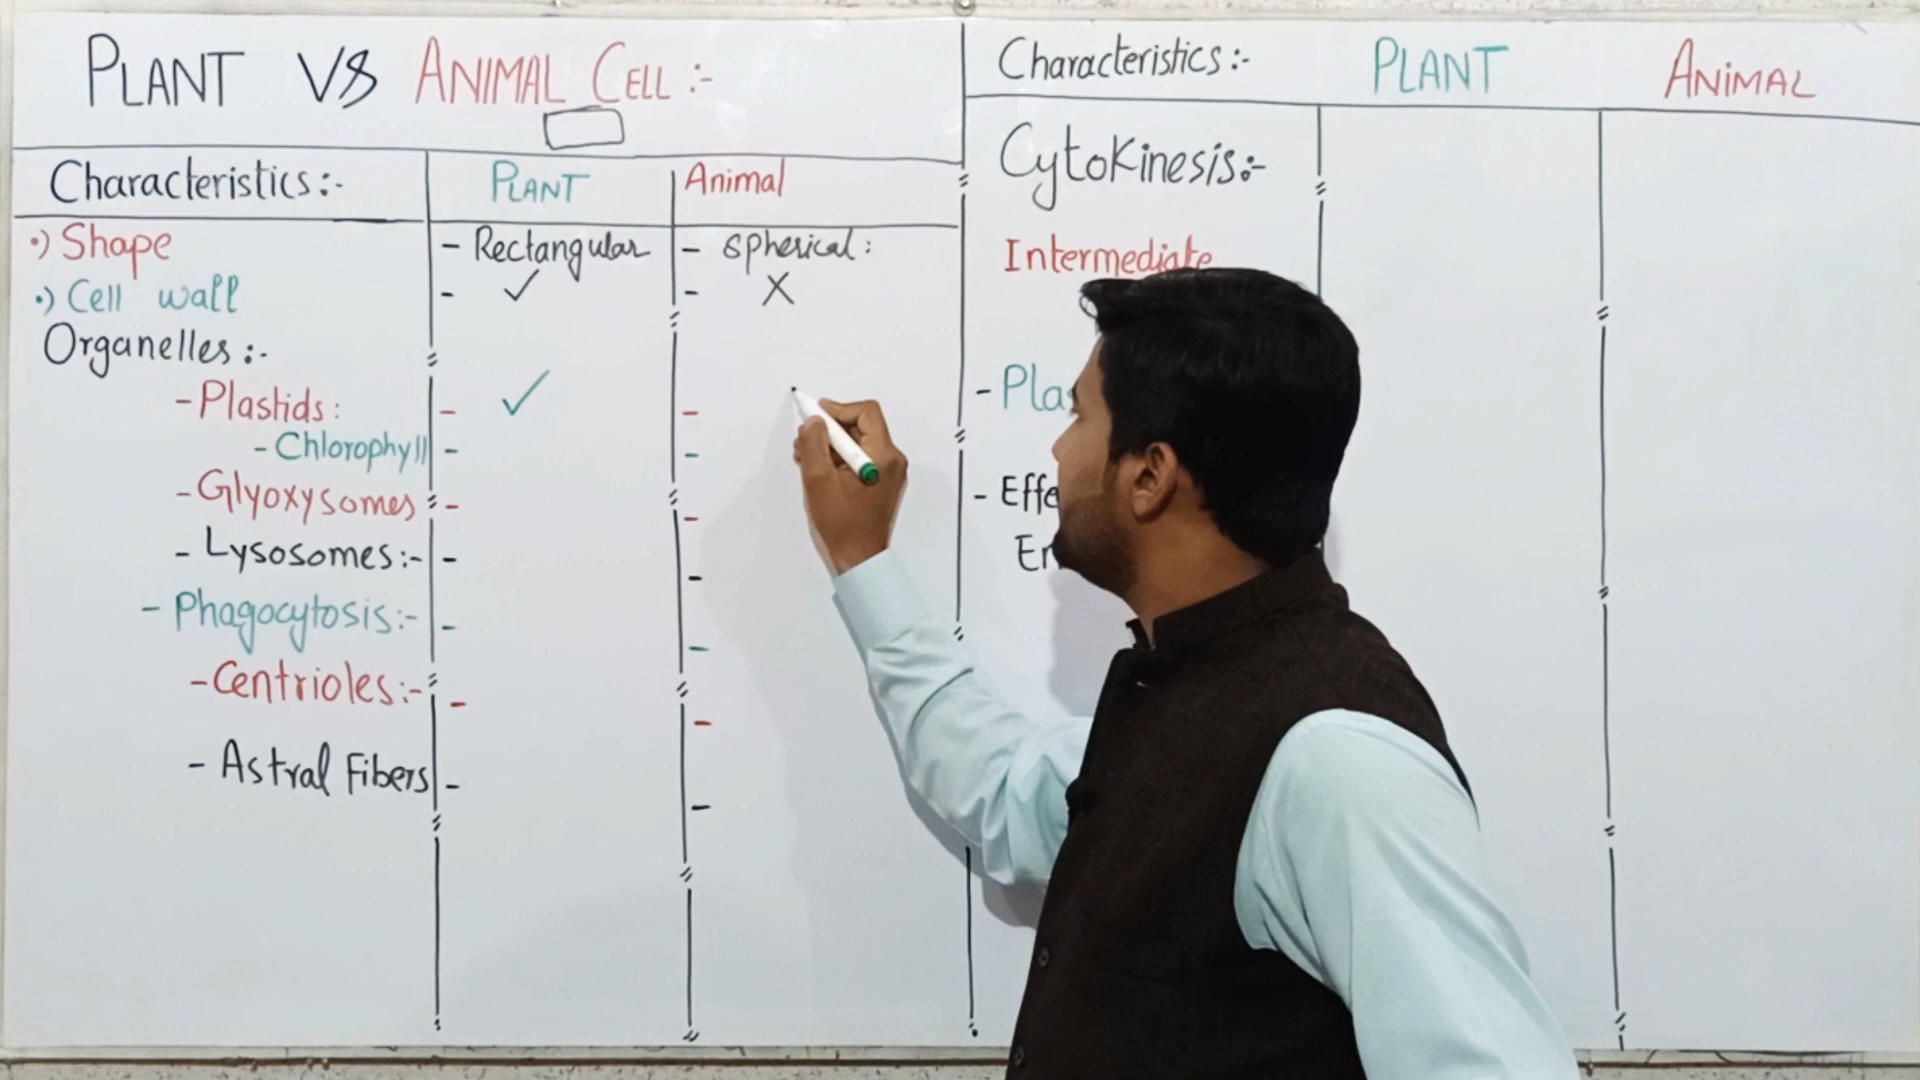 PLANT VS ANIMAL CELL :-
Characteristics :- PLANT Animal
•) Shape - Rectangular - Spherical :
•) Cell wall - ✓ - X
Organelles :-
- Plastids : - ✓ -
- Chlorophyll - -
- Glyoxysomes - -
- Lysosomes :- - -
- Phagocytosis :- - -
- Centrioles :- - -
- Astral Fibers - -
Characteristics :- PLANT ANiMAL
Cytokinesis :-
Intermediate